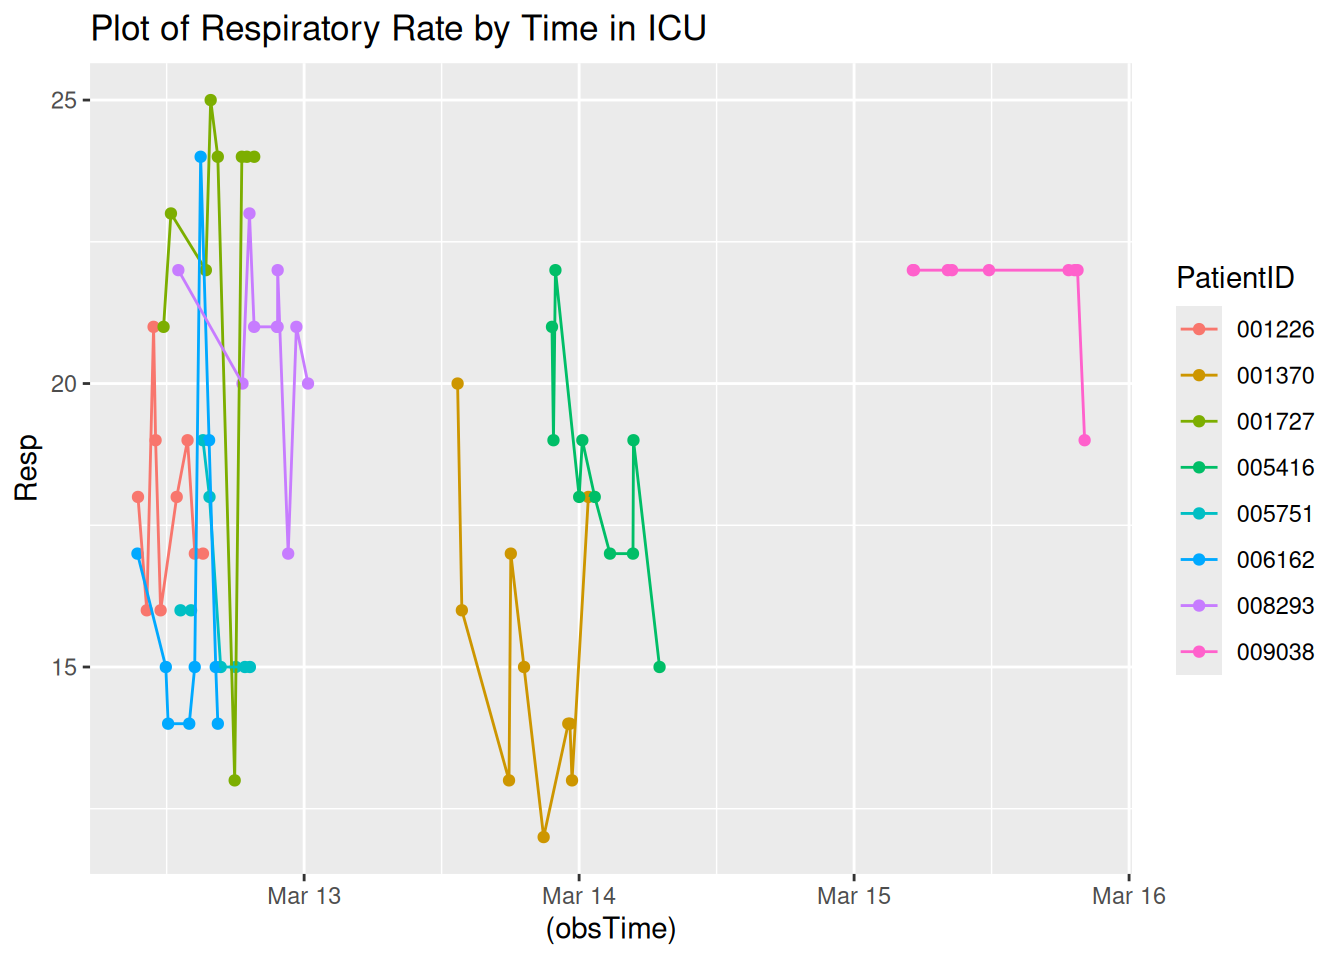 Plot of Respiratory Rate by Time in ICU
25
20
15
Resp
Mar 13
Mar 14
Mar 15
Mar 16
(obsTime)
PatientID
001226
001370
001727
005416
005751
006162
008293
009038